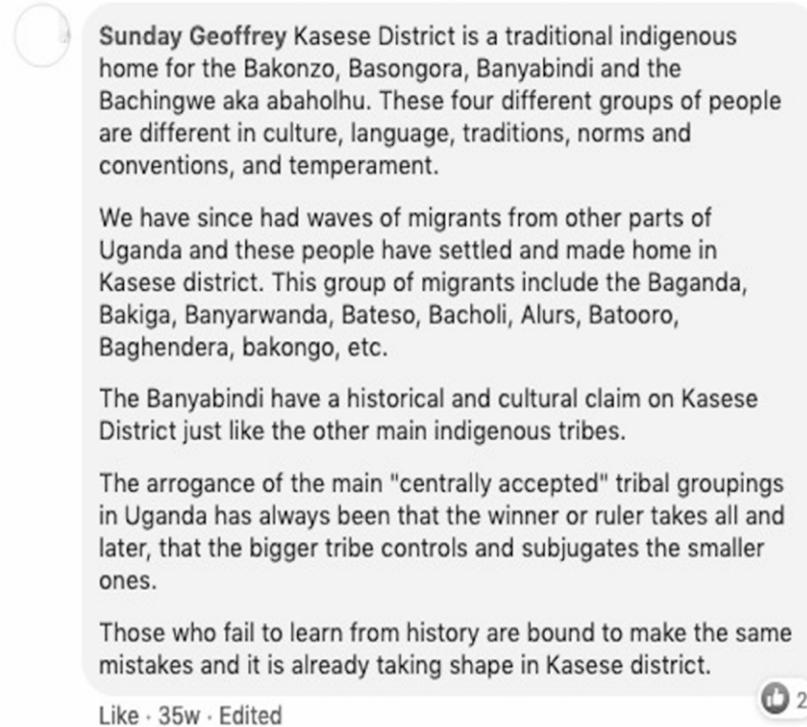 Sunday Geoffrey Kasese District is a traditional indigenous
home for the Bakonzo, Basongora, Banyabindi and the
Bachingwe aka abaholhu. These four different groups of people
are different in culture, language, traditions, norms and
conventions, and temperament.
We have since had waves of migrants from other parts of
Uganda and these people have settled and made home in
Kasese district. This group of migrants include the Baganda,
Bakiga, Banyarwanda, Bateso, Bacholi, Alurs, Batooro,
Baghendera, bakongo, etc.
The Banyabindi have a historical and cultural claim on Kasese
District just like the other main indigenous tribes.
The arrogance of the main "centrally accepted" tribal groupings
in Uganda has always been that the winner or ruler takes all and
later, that the bigger tribe controls and subjugates the smaller
ones.
Those who fail to learn from history are bound to make the same
mistakes and it is already taking shape in Kasese district.
2
Like · 35w · Edited